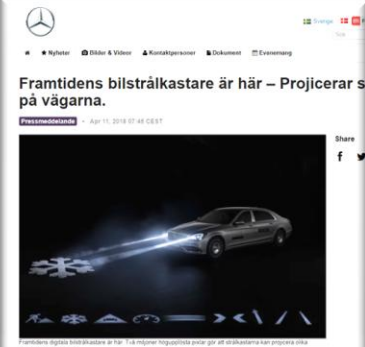 Sverige
Sök
Nyheter Bilder & Videor Kontaktpersoner Dokument Evenemang
Framtidens bilstrålkastare är här – Projicerar s
på vägarna.
Pressmeddelande • Apr 11, 2018 07:46 CEST
Share
Framtidens digitala bilstrålkastare är här. Två miljoner högupplösta pixlar gör att strålkastarna kan projicera olika